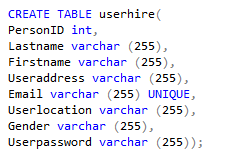 CREATE TABLE userhire(
PersonID int,
Lastname varchar (255),
Firstname varchar (255),
Useraddress varchar (255),
Email varchar (255) UNIQUE,
Userlocation varchar (255),
Gender varchar (255),
Userpassword varchar (255));